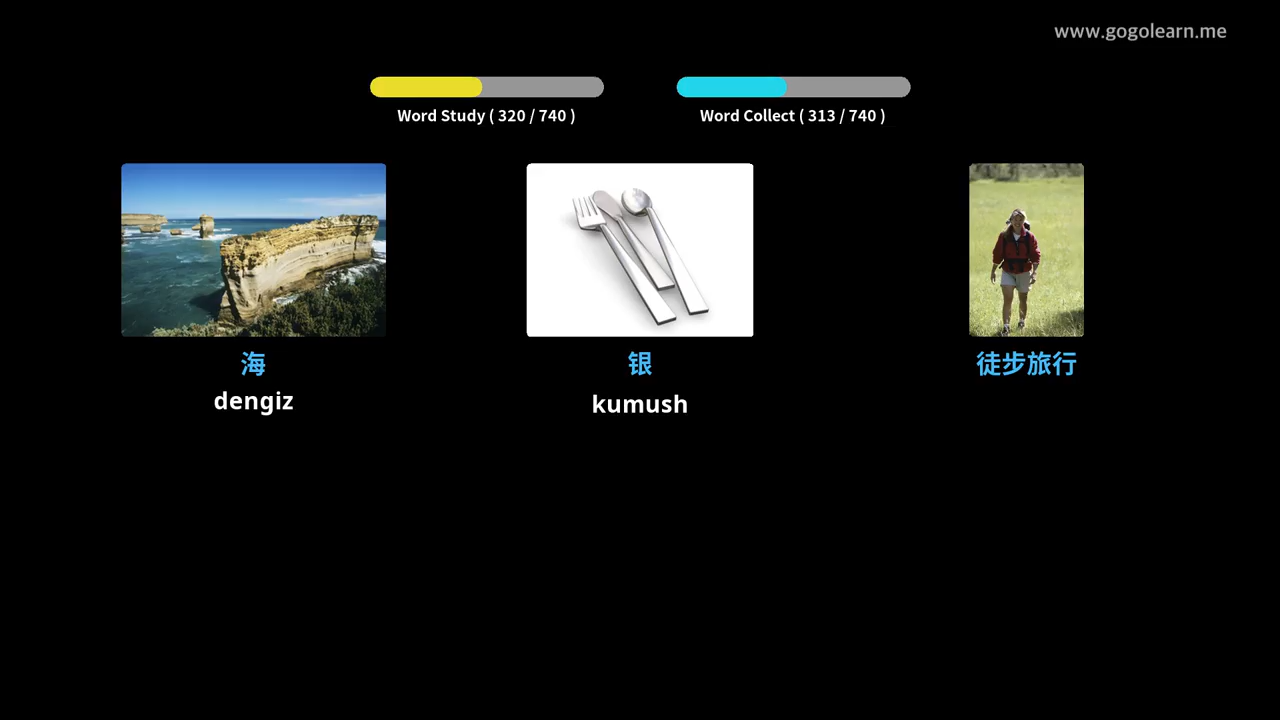 www.gogolearn.me
Word Study ( 320 / 740 )
Word Collect ( 313 / 740 )
海
dengiz
银
kumush
徒步旅行